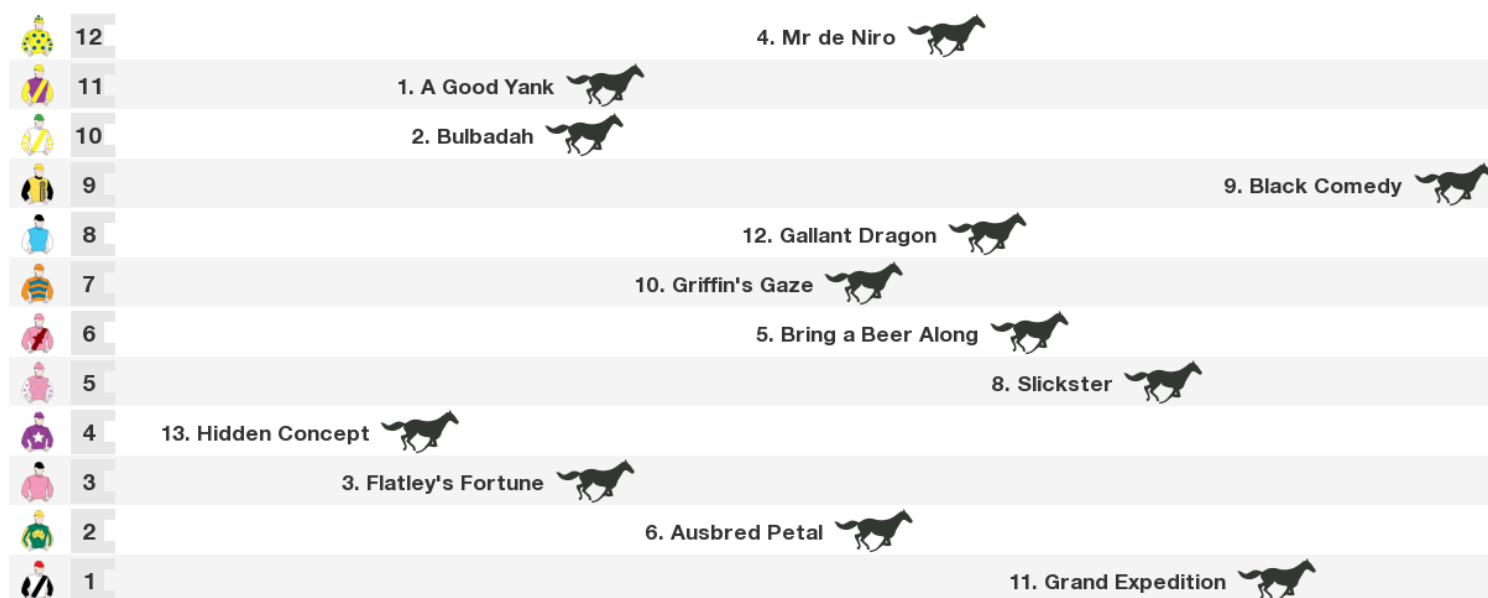 12 4. Mr de Niro
11 1. A Good Yank
10 2. Bulbadah
9 9. Black Comedy
8 12. Gallant Dragon
7 10. Griffin's Gaze
6 5. Bring a Beer Along
5 8. Slickster
4 13. Hidden Concept
3 3. Flatley's Fortune
2 6. Ausbred Petal
1 11. Grand Expedition